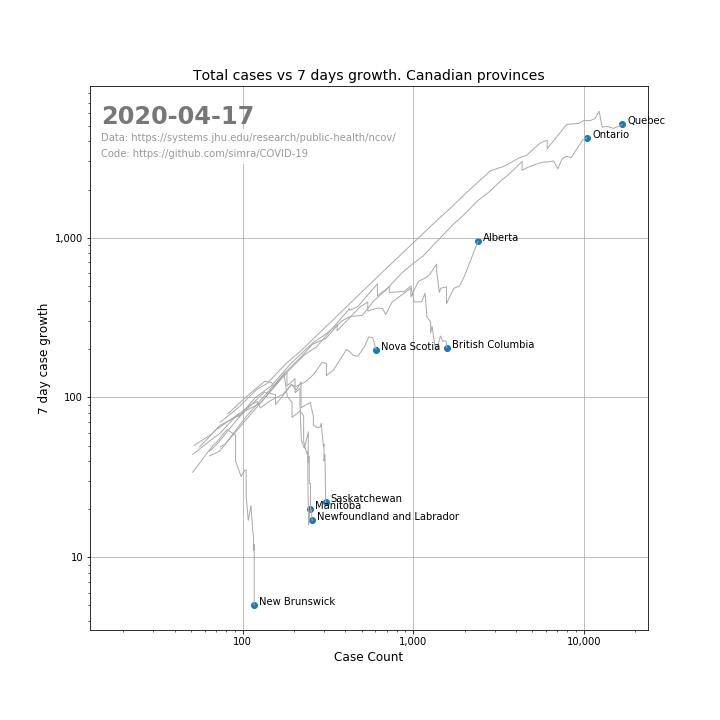 Total cases vs 7 days growth. Canadian provinces
2020-04-17
Data: https://systems.jhu.edu/research/public-health/ncov/
Code: https://github.com/simra/COVID-19
Quebec
Ontario
1,000
Alberta
Nova Scotia
British Columbia
7 day case growth
100
Saskatchewan
Manitoba
Newfoundland and Labrador
10
New Brunswick
100
1,000
10,000
Case Count